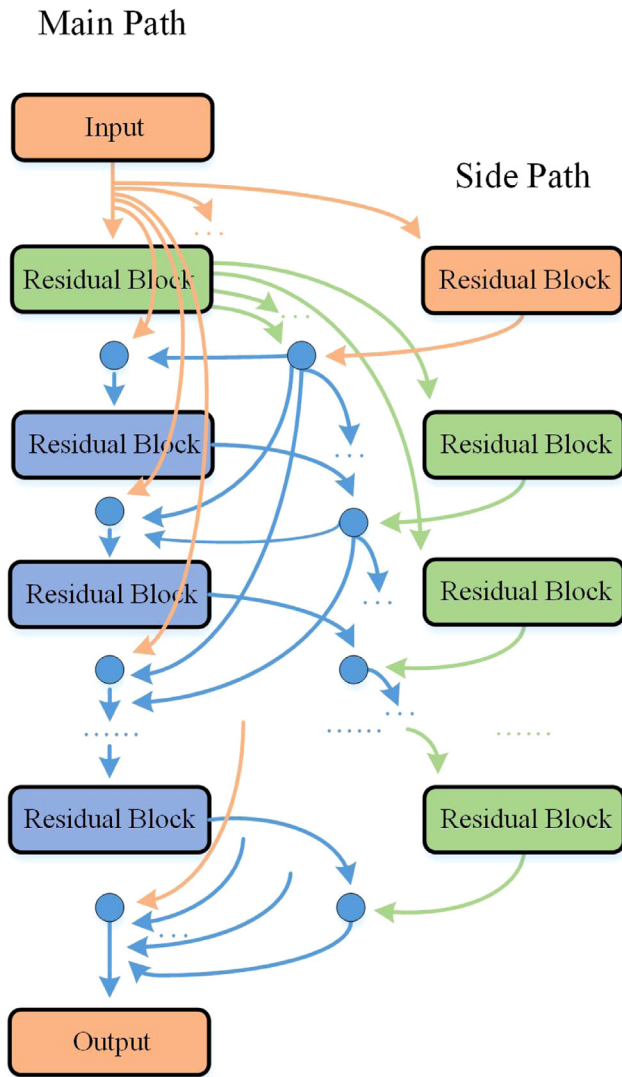 Main Path
Input
Side Path
Residual Block
Residual Block
...
...
Residual Block
Residual Block
...
Residual Block
Residual Block
...
...
......
......
......
Residual Block
Residual Block
...
Output